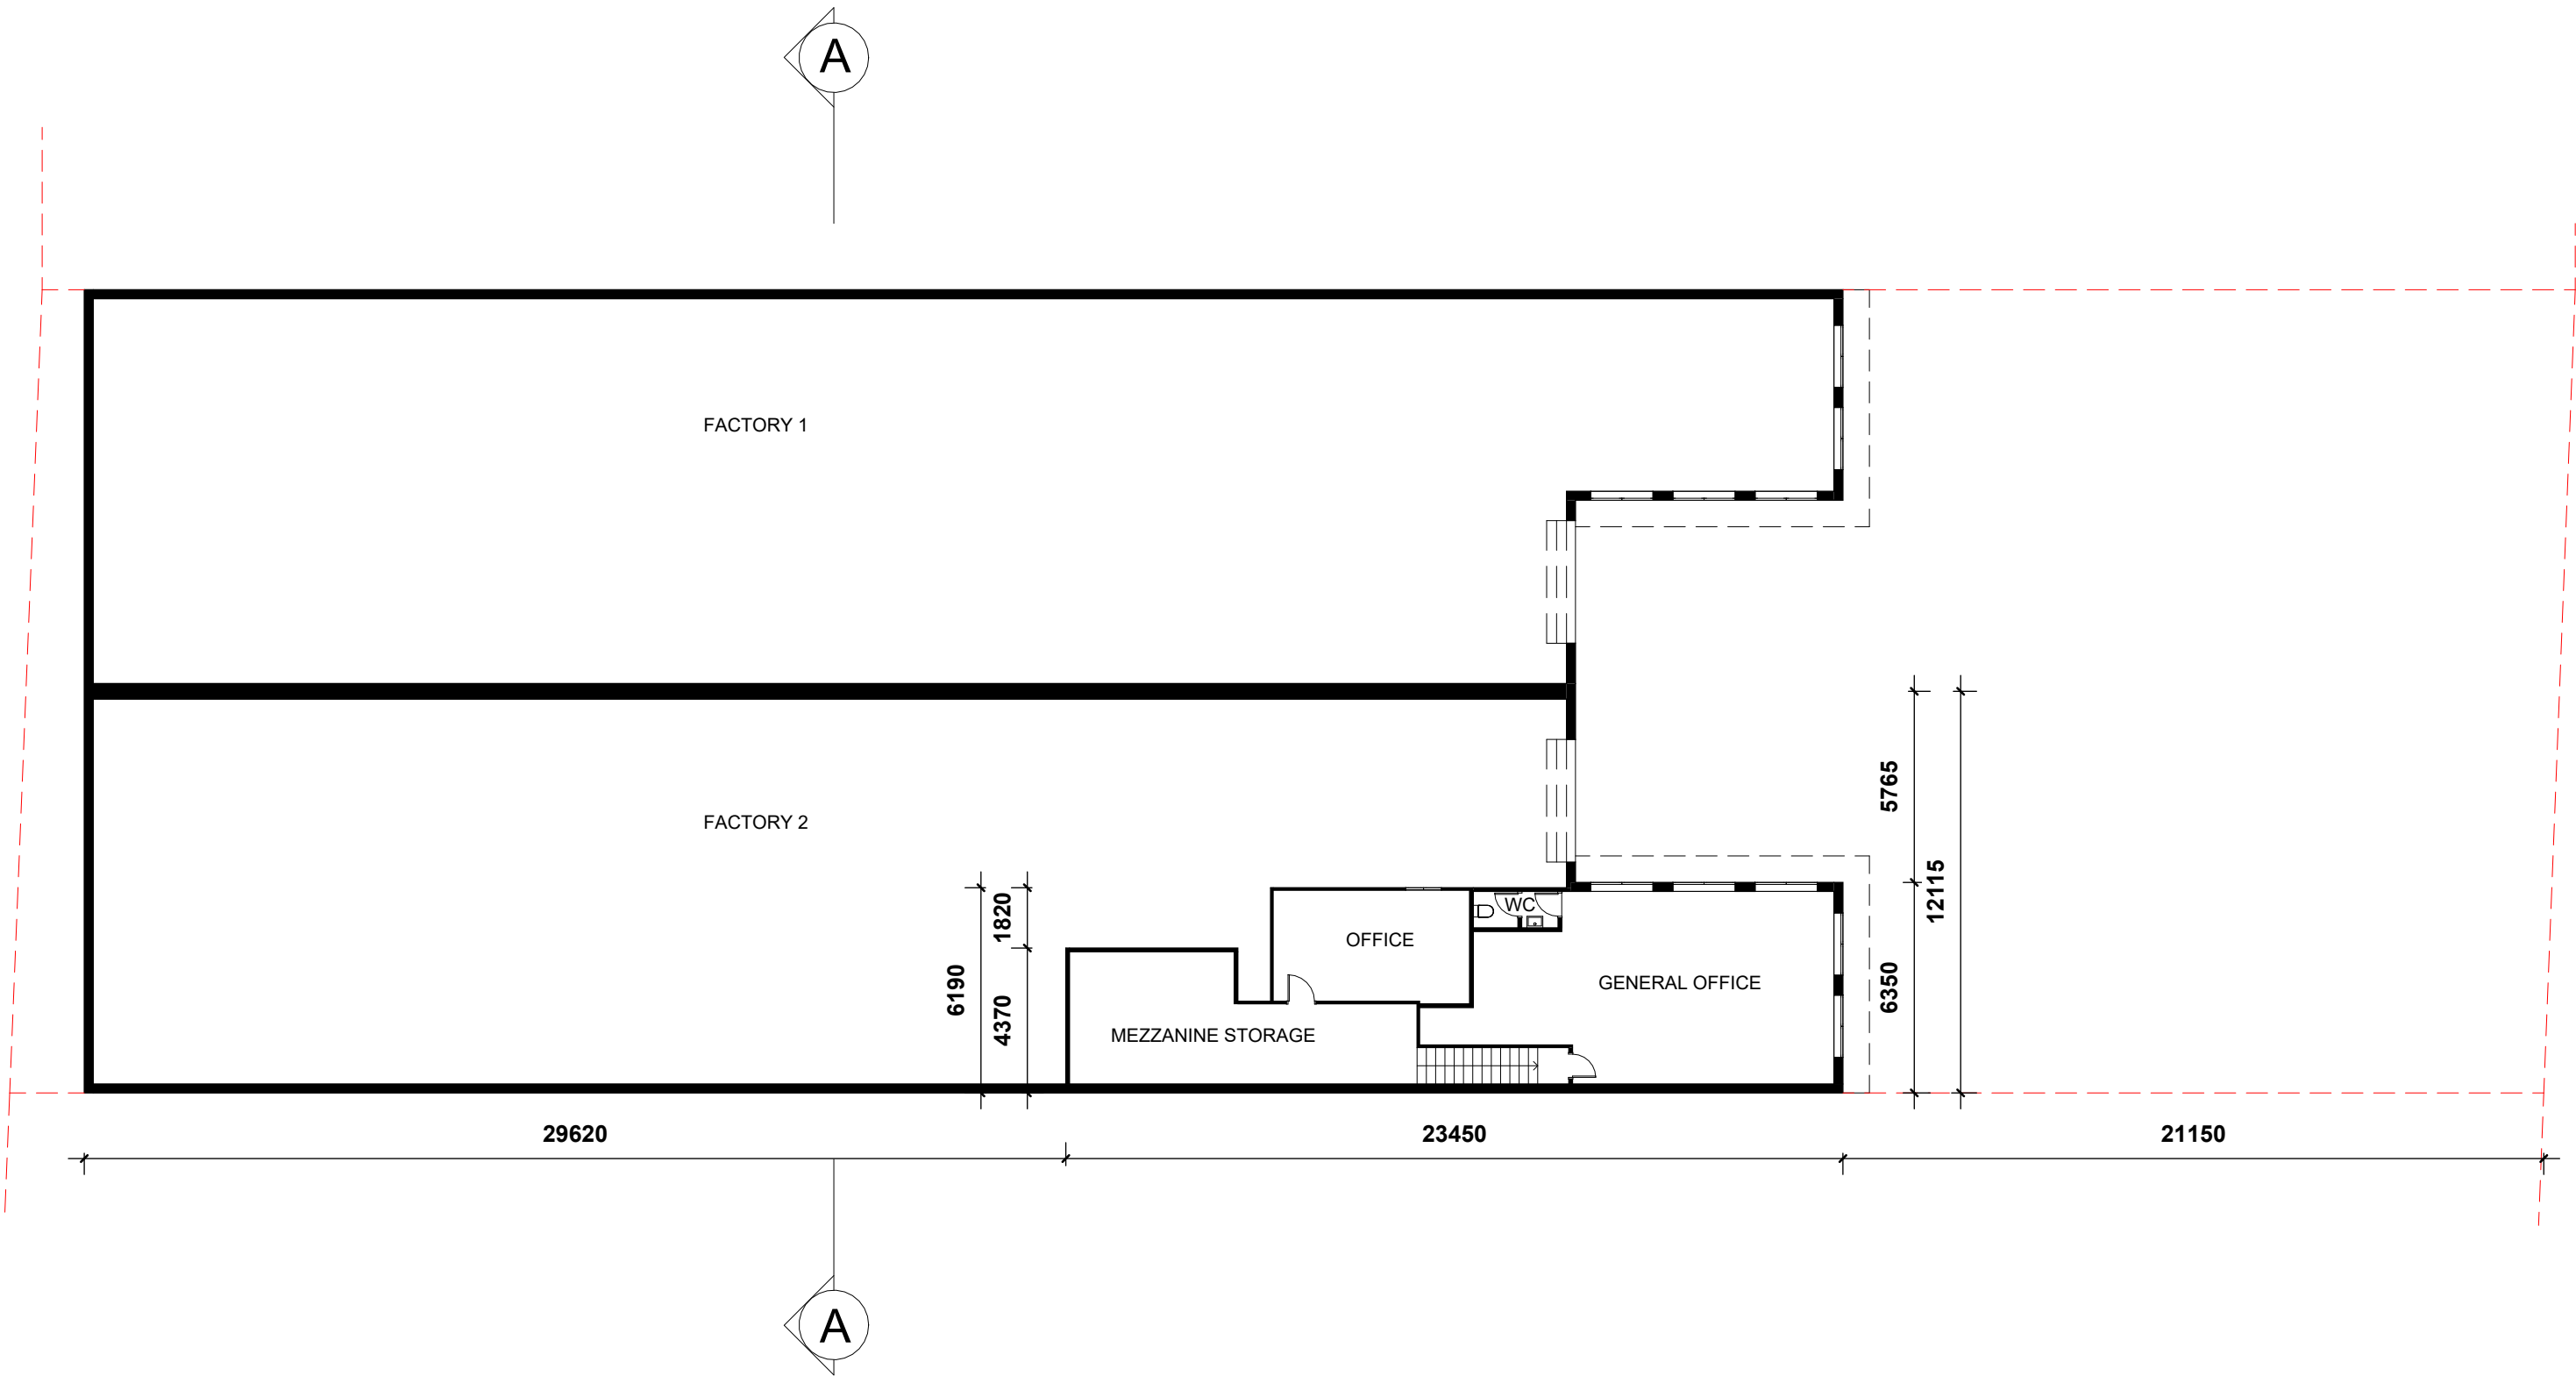 A
FACTORY 1
FACTORY 2
5765
12115
1820
WC
OFFICE
6190
4370
GENERAL OFFICE
6350
MEZZANINE STORAGE
29620
23450
21150
A